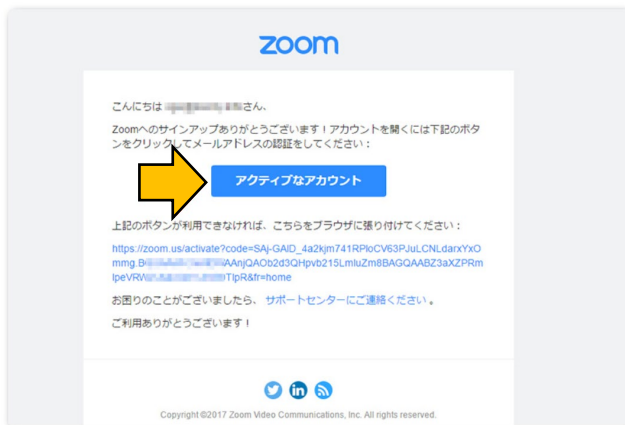 zoom
こんにちは さん、
Zoomへのサインアップありがとうございます！アカウントを開くには下記のボタ
ンをクリックしてメールアドレスの認証をしてください：
アクティブなアカウント
上記のボタンが利用できなければ、こちらをブラウザに張り付けてください：
https://zoom.us/activate?code=SAj-GAlD_4a2kjm741RPloCV63PJuLCNLdarxYxO
mmg.B AAnjQAOb2d3QHpvb215LmluZm8BAGQAABZ3aXZPRm
lpeVRW TlpR&fr=home
お困りのことがございましたら、 サポートセンターにご連絡ください 。
ご利用ありがとうございます！
in
Copyright ©2017 Zoom Video Communications, Inc. All rights reserved.